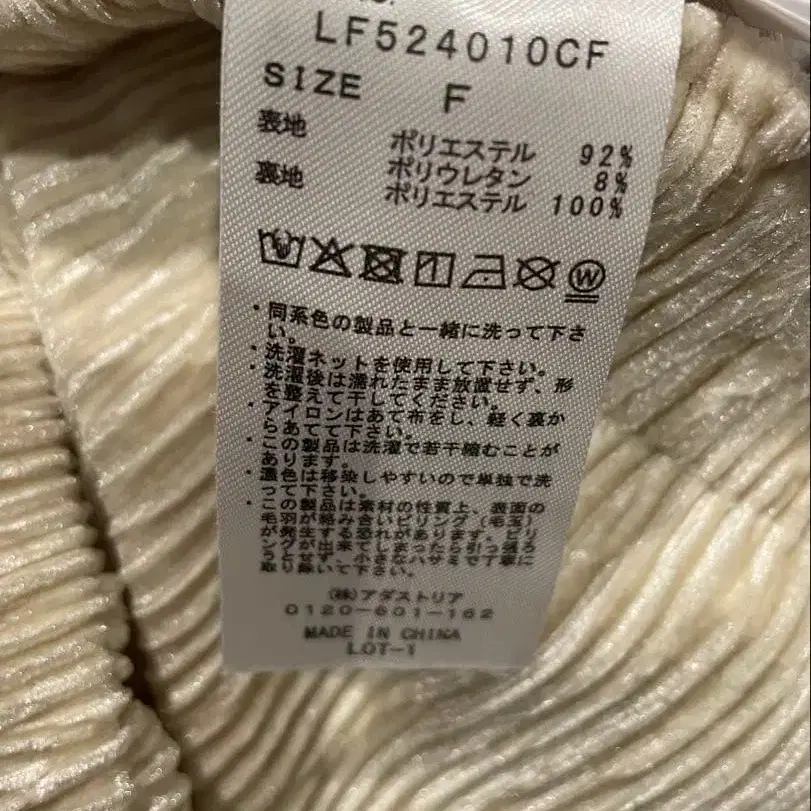 LF524010CF
SIZE F
表地 ポリエステル 92%
ポリウレタン 8%
裏地 ポリエステル 100%
W
・同系色の製品と一緒に洗って下さ
い。
・洗濯ネットを使用して下さい。
・洗濯後は濡れたまま放置せず、形
を整えて干してください。
・アイロンはあて布をし、軽く裏か
らあてて下さい。
・この製品は洗濯で若干縮むことが
あります。
・濃色は移染しやすいので単独で洗
って下さい。
・この製品は素材の性質上、表面の
毛羽が絡み合いピリング(毛玉)
が発生する恐れがあります。ピリ
ングが出来てしまったら引っ張ろ
うとせず、小さなハサミで丁寧に
取り除いて下さい。
(株)アダストリア
0120-601-162
MADE IN CHINA
LOT-1